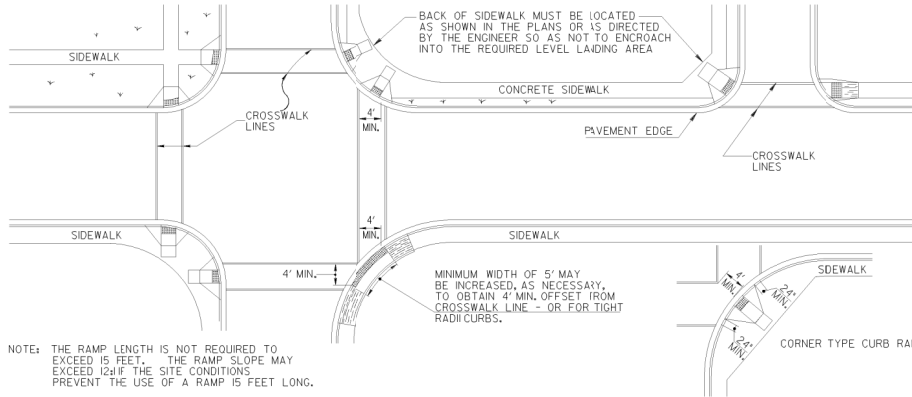 BACK OF SIDEWALK MUST BE LOCATED
AS SHOWN IN THE PLANS OR AS DIRECTED
BY THE ENGINEER SO AS NOT TO ENCROACH
INTO THE REQUIRED LEVEL LANDING AREA
SIDEWALK
CONCRETE SIDEWALK
CROSSWALK
LINES
4'
MIN.
PAVEMENT EDGE
CROSSWALK
LINES
4'
MIN.
SIDEWALK
SIDEWALK
4' MIN.
MINIMUM WIDTH OF 5' MAY
BE INCREASED, AS NECESSARY,
TO OBTAIN 4' MIN. OFFSET FROM
CROSSWALK LINE - OR FOR TIGHT
RADII CURBS.
SIDEWALK
4'
MIN.
24"
MIN.
24"
MIN.
CORNER TYPE CURB RA
NOTE: THE RAMP LENGTH IS NOT REQUIRED TO
EXCEED 15 FEET. THE RAMP SLOPE MAY
EXCEED 12:1 IF THE SITE CONDITIONS
PREVENT THE USE OF A RAMP 15 FEET LONG.